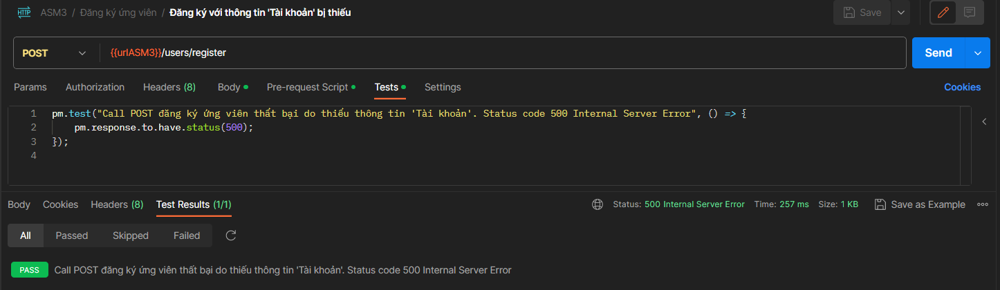 HTTP ASM3 / Đăng ký ứng viên / Đăng ký với thông tin 'Tài khoản' bị thiếu Save
POST {{urlASM3}}/users/register Send
Params Authorization Headers (8) Body Pre-request Script Tests Settings Cookies
1 pm.test("Call POST đăng ký ứng viên thất bại do thiếu thông tin 'Tài khoản'. Status code 500 Internal Server Error", () => {
2 pm.response.to.have.status(500);
3 });
4
Body Cookies Headers (8) Test Results (1/1) Status: 500 Internal Server Error Time: 257 ms Size: 1 KB Save as Example
All Passed Skipped Failed
PASS Call POST đăng ký ứng viên thất bại do thiếu thông tin 'Tài khoản'. Status code 500 Internal Server Error